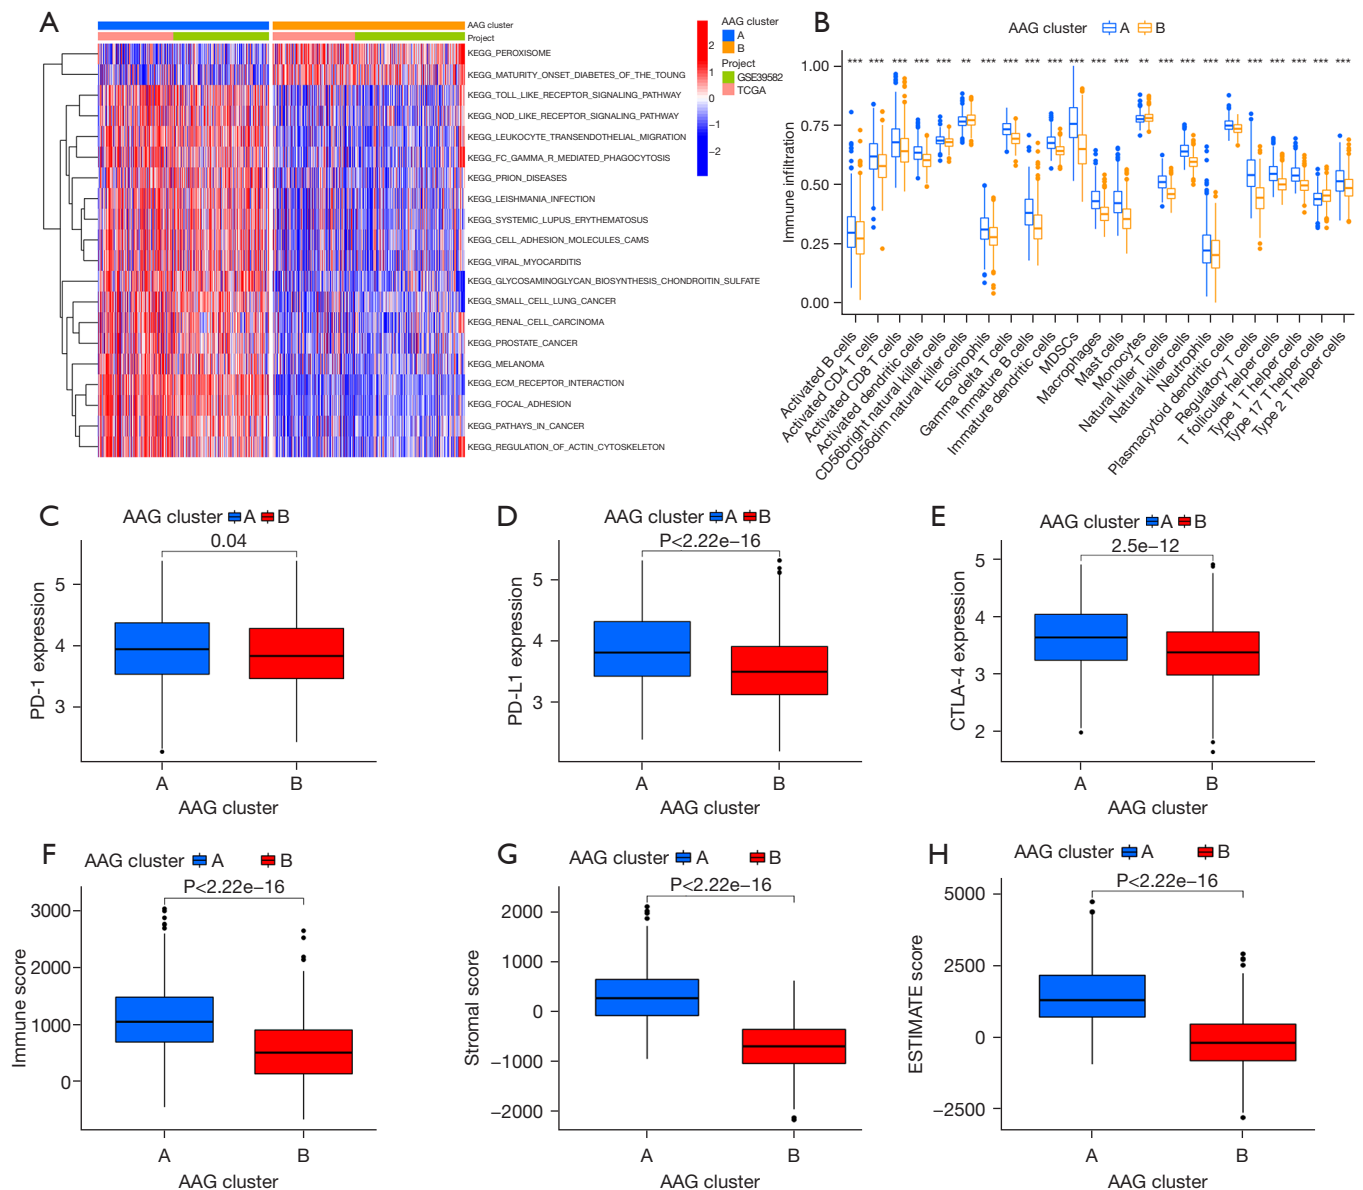 A
AAG cluster
Project
KEGG_PEROXISOME
KEGG_MATURITY_ONSET_DIABETES_OF_THE_TOUNG
KEGG_TOLL_LIKE_RECEPTOR_SIGNALING_PATHWAY
KEGG_NOD_LIKE_RECEPTOR_SIGNALING_PATHWAY
KEGG_LEUKOCYTE_TRANSENDOTHELIAL_MIGRATION
KEGG_FC_GAMMA_R_MEDIATED_PHAGOCYTOSIS
KEGG_PRION_DISEASES
KEGG_LEISHMANIA_INFECTION
KEGG_SYSTEMIC_LUPUS_ERYTHEMATOSUS
KEGG_CELL_ADHESION_MOLECULES_CAMS
KEGG_VIRAL_MYOCARDITIS
KEGG_GLYCOSAMINOGLYCAN_BIOSYNTHESIS_CHONDROITIN_SULFATE
KEGG_SMALL_CELL_LUNG_CANCER
KEGG_RENAL_CELL_CARCINOMA
KEGG_PROSTATE_CANCER
KEGG_MELANOMA
KEGG_ECM_RECEPTOR_INTERACTION
KEGG_FOCAL_ADHESION
KEGG_PATHAYS_IN_CANCER
KEGG_REGULATION_OF_ACTIN_CYTOSKELETON
2
1
0
−1
−2
AAG cluster
A
B
Project
GSE39582
TCGA
B
AAG cluster A B
*** *** *** *** *** ** *** *** *** *** *** *** *** ** *** *** *** *** *** *** *** *** ***
Immune infiltration
1.00
0.75
0.50
0.25
0.00
Activated B cells
Activated CD4 T cells
Activated CD8 T cells
Activated dendritic cells
CD56bright natural killer cells
CD56dim natural killer cells
Eosinophils
Gamma delta T cells
Immature B cells
Immature dendritic cells
MDSCs
Macrophages
Mast cells
Monocytes
Natural killer T cells
Natural killer cells
Neutrophils
Plasmacytoid dendritic cells
Regulatory T cells
T follicular helper cells
Type 1 T helper cells
Type 17 T helper cells
Type 2 T helper cells
C
AAG cluster A B
0.04
PD-1 expression
5
4
3
A B
AAG cluster
D
AAG cluster A B
P<2.22e−16
PD-L1 expression
5
4
3
A B
AAG cluster
E
AAG cluster A B
2.5e−12
CTLA-4 expression
5
4
3
2
A B
AAG cluster
F
AAG cluster A B
P<2.22e−16
Immune score
3000
2000
1000
0
A B
AAG cluster
G
AAG cluster A B
P<2.22e−16
Stromal score
2000
1000
0
−1000
−2000
A B
AAG cluster
H
AAG cluster A B
P<2.22e−16
ESTIMATE score
5000
2500
0
−2500
A B
AAG cluster